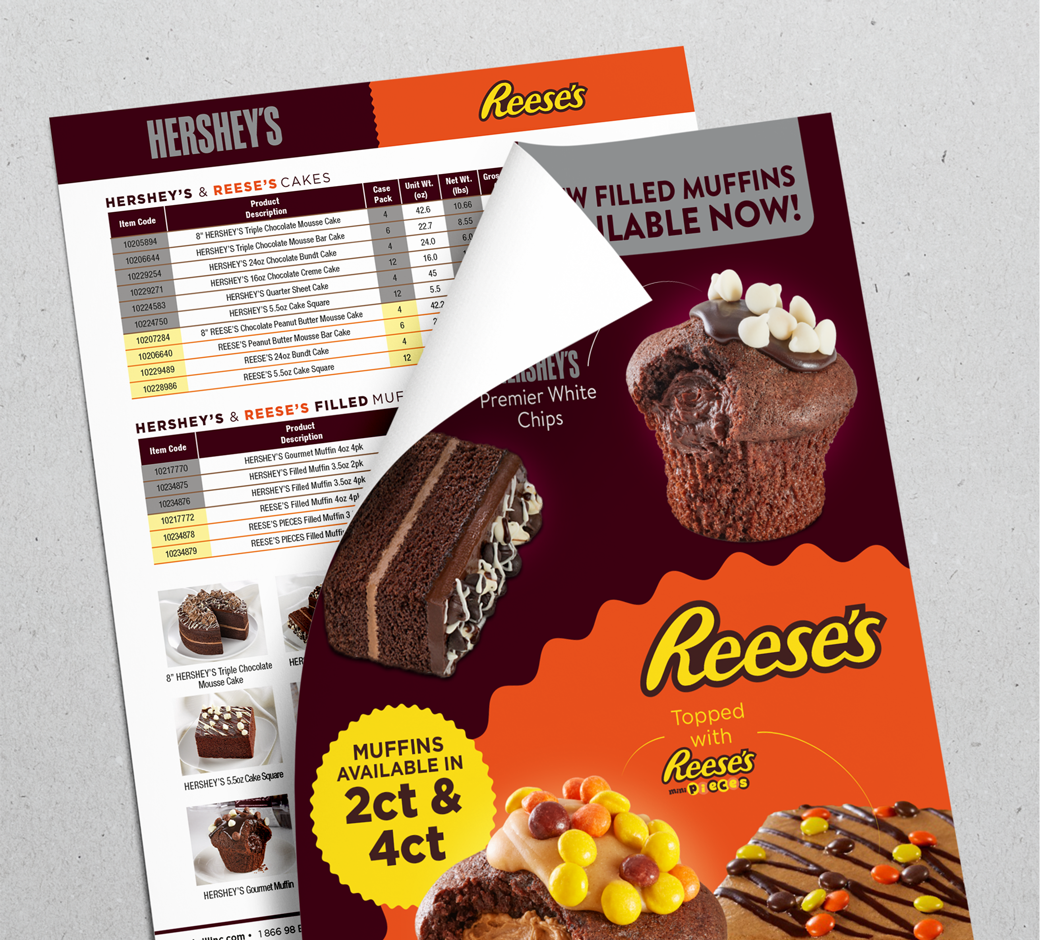 HERSHEY'S
Reese's
HERSHEY'S & REESE'S CAKES
Item Code Product Description Case Pack Unit Wt. (oz) Net Wt. (lbs)
10205894 8" HERSHEY'S Triple Chocolate Mousse Cake 4 42.6 10.66
10206644 HERSHEY'S Triple Chocolate Mousse Bar Cake 6 22.7 8.55
10229254 HERSHEY'S 24oz Chocolate Bundt Cake 4 24.0 6.0
10229271 HERSHEY'S 16oz Chocolate Creme Cake 12 16.0
10224583 HERSHEY'S Quarter Sheet Cake 4 45
10224750 HERSHEY'S 5.5oz Cake Square 12 5.5
10207284 8" REESE'S Chocolate Peanut Butter Mousse Cake 4 42.2
10206640 REESE'S Peanut Butter Mousse Bar Cake 6
10229489 REESE'S 24oz Bundt Cake 4
10228986 REESE'S 5.5oz Cake Square 12
HERSHEY'S & REESE'S FILLED MUF
Item Code Product Description
10217770 HERSHEY'S Gourmet Muffin 4oz 4pk
10234875 HERSHEY'S Filled Muffin 3.5oz 2pk
10234876 HERSHEY'S Filled Muffin 3.5oz 4pk
10217772 REESE'S Filled Muffin 4oz 4pk
10234878 REESE'S PIECES Filled Muffin 3
10234879 REESE'S PIECES Filled Muffin
8" HERSHEY'S Triple Chocolate
Mousse Cake
HERSHEY'S 5.5oz Cake Square
HERSHEY'S Gourmet Muffin
FILLED MUFFINS
ILABLE NOW!
HERSHEY'S
Premier White
Chips
Reese's
Topped
with
Reese's
mini PIECES
MUFFINS
AVAILABLE IN
2ct &
4ct